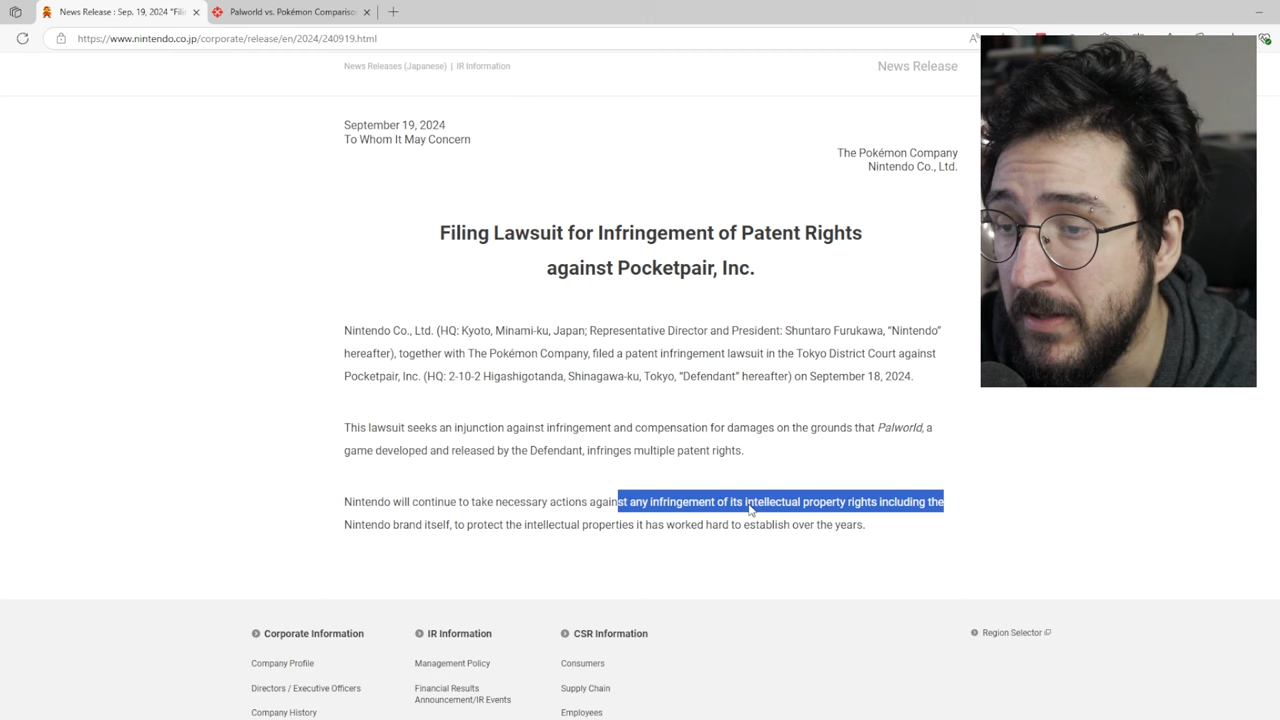 News Release : Sep. 19, 2024 "Fil
Palworld vs. Pokémon Compariso
https://www.nintendo.co.jp/corporate/release/en/2024/240919.html
News Releases (Japanese) | IR Information
News Release
September 19, 2024
To Whom It May Concern
The Pokémon Company
Nintendo Co., Ltd.
Filing Lawsuit for Infringement of Patent Rights
against Pocketpair, Inc.
Nintendo Co., Ltd. (HQ: Kyoto, Minami-ku, Japan; Representative Director and President: Shuntaro Furukawa, "Nintendo"
hereafter), together with The Pokémon Company, filed a patent infringement lawsuit in the Tokyo District Court against
Pocketpair, Inc. (HQ: 2-10-2 Higashigotanda, Shinagawa-ku, Tokyo, "Defendant" hereafter) on September 18, 2024.
This lawsuit seeks an injunction against infringement and compensation for damages on the grounds that Palworld, a
game developed and released by the Defendant, infringes multiple patent rights.
Nintendo will continue to take necessary actions against any infringement of its intellectual property rights including the
Nintendo brand itself, to protect the intellectual properties it has worked hard to establish over the years.
Corporate Information
IR Information
CSR Information
Region Selector
Company Profile
Management Policy
Consumers
Directors / Executive Officers
Financial Results
Announcement/IR Events
Supply Chain
Company History
Employees